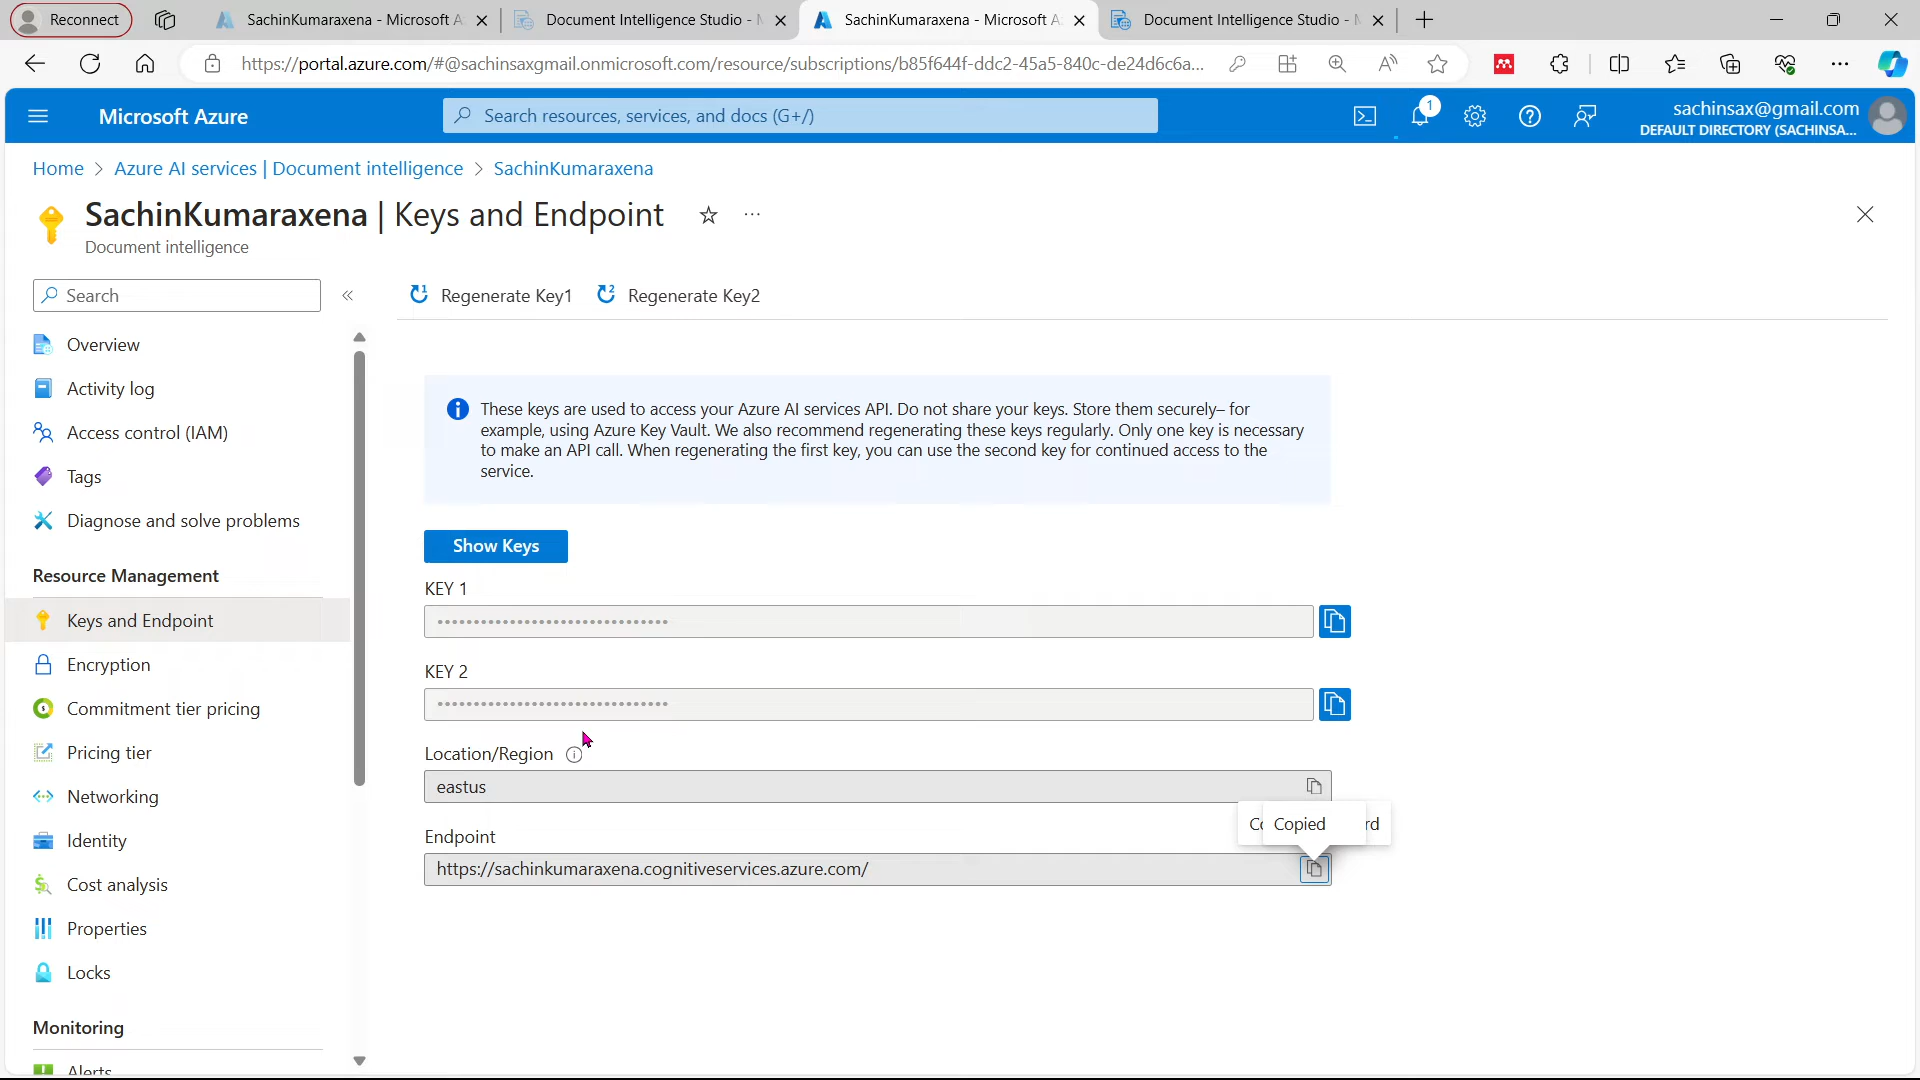 Reconnect
SachinKumaraxena - Microsoft A
Document Intelligence Studio -
SachinKumaraxena - Microsoft A
Document Intelligence Studio -
https://portal.azure.com/#@sachinsaxgmail.onmicrosoft.com/resource/subscriptions/b85f644f-ddc2-45a5-840c-de24d6c6a...
Microsoft Azure
Search resources, services, and docs (G+/)
1
sachinsax@gmail.com
DEFAULT DIRECTORY (SACHINSA...
Home > Azure AI services | Document intelligence > SachinKumaraxena
SachinKumaraxena | Keys and Endpoint
Document intelligence
Search
Overview
Activity log
Access control (IAM)
Tags
Diagnose and solve problems
Resource Management
Keys and Endpoint
Encryption
Commitment tier pricing
Pricing tier
Networking
Identity
Cost analysis
Properties
Locks
Monitoring
Alerts
Regenerate Key1
Regenerate Key2
These keys are used to access your Azure AI services API. Do not share your keys. Store them securely– for
example, using Azure Key Vault. We also recommend regenerating these keys regularly. Only one key is necessary
to make an API call. When regenerating the first key, you can use the second key for continued access to the
service.
Show Keys
KEY 1
••••••••••••••••••••••••••••••••
KEY 2
••••••••••••••••••••••••••••••••
Location/Region
eastus
Copied
rd
Endpoint
https://sachinkumaraxena.cognitiveservices.azure.com/